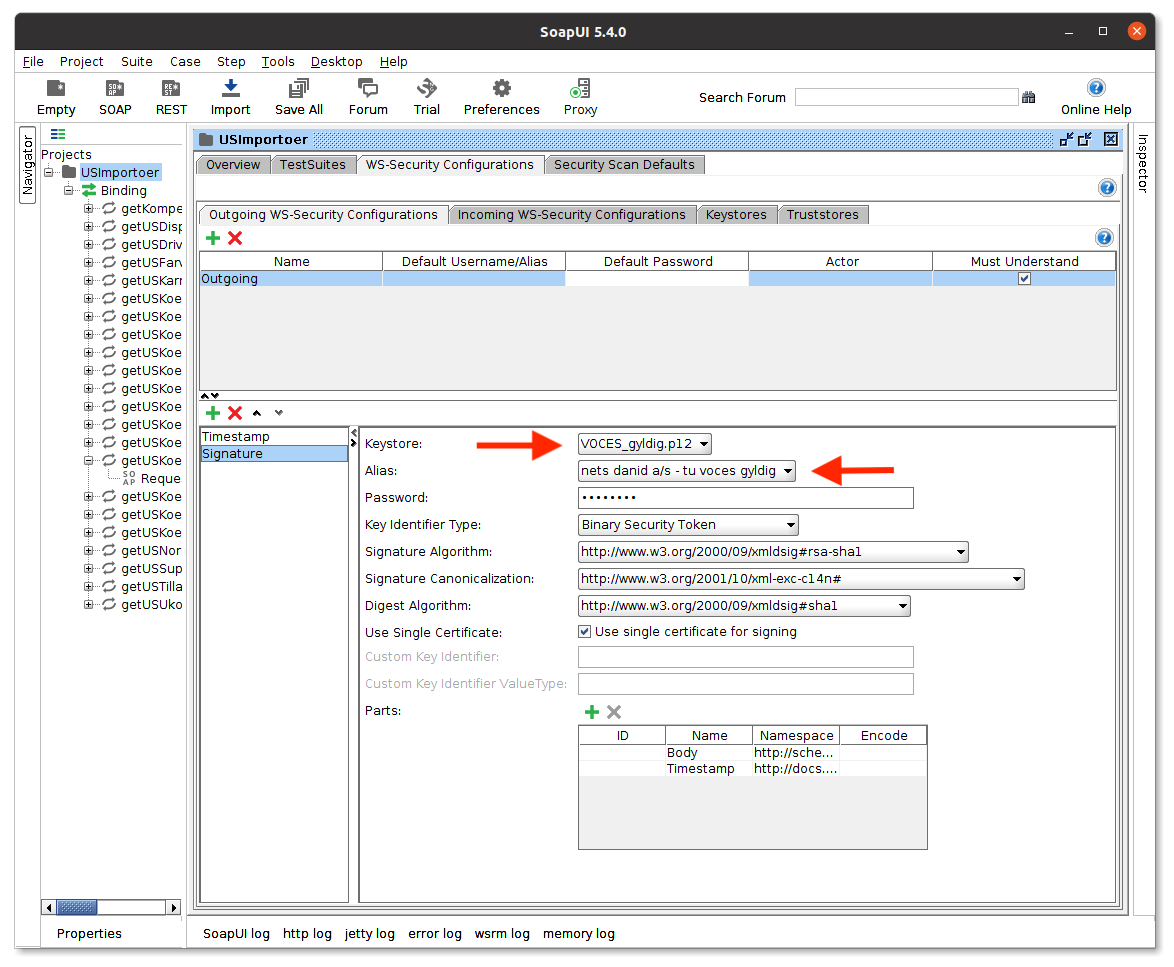 SoapUI 5.4.0
File Project Suite Case Step Tools Desktop Help
Empty SOAP REST Import Save All Forum Trial Preferences Proxy Search Forum Online Help
Navigator
Projects
USImportoer
Binding
getKompe
getUSDisp
getUSDriv
getUSFarv
getUSKarr
getUSKoe
getUSKoe
getUSKoe
getUSKoe
getUSKoe
getUSKoe
getUSKoe
getUSKoe
getUSKoe
getUSKoe
SOAP Reque
getUSKoe
getUSKoe
getUSKoe
getUSNor
getUSSup
getUSTilla
getUSUko
Properties
USImportoer
Overview TestSuites WS-Security Configurations Security Scan Defaults
Outgoing WS-Security Configurations Incoming WS-Security Configurations Keystores Truststores
Name Default Username/Alias Default Password Actor Must Understand
Outgoing
Timestamp
Signature
Keystore: VOCES_gyldig.p12
Alias: nets danid a/s - tu voces gyldig
Password: ••••••••
Key Identifier Type: Binary Security Token
Signature Algorithm: http://www.w3.org/2000/09/xmldsig#rsa-sha1
Signature Canonicalization: http://www.w3.org/2001/10/xml-exc-c14n#
Digest Algorithm: http://www.w3.org/2000/09/xmldsig#sha1
Use Single Certificate: Use single certificate for signing
Custom Key Identifier:
Custom Key Identifier ValueType:
Parts:
ID Name Namespace Encode
Body http://sche...
Timestamp http://docs....
Inspector
SoapUI log http log jetty log error log wsrm log memory log